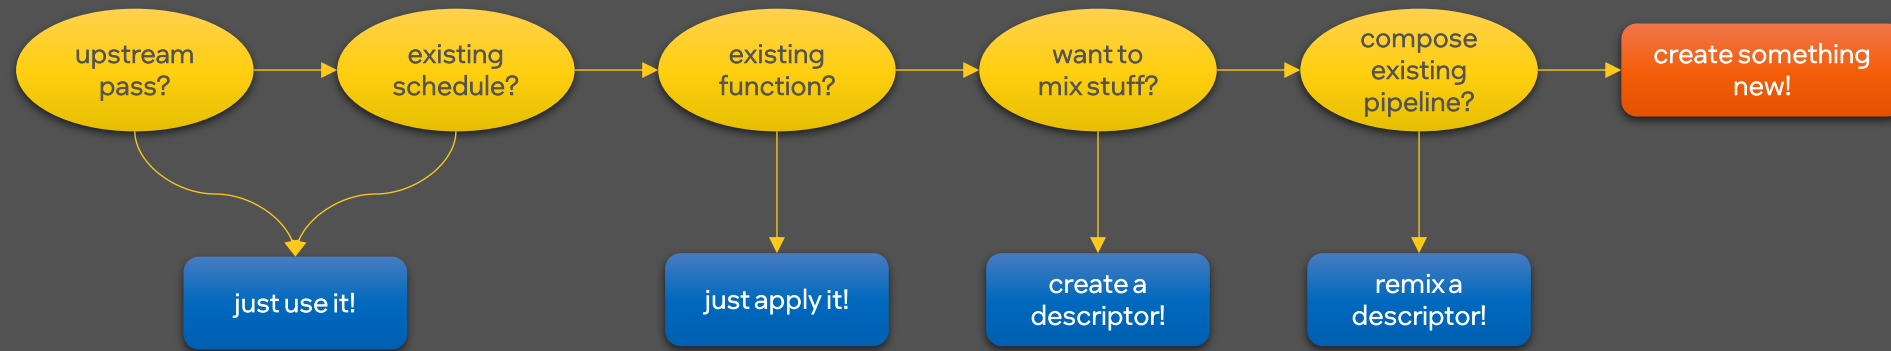 upstream
pass?
existing
schedule?
existing
function?
want to
mix stuff?
compose
existing
pipeline?
create something
new!
just use it!
just apply it!
create a
descriptor!
remix a
descriptor!